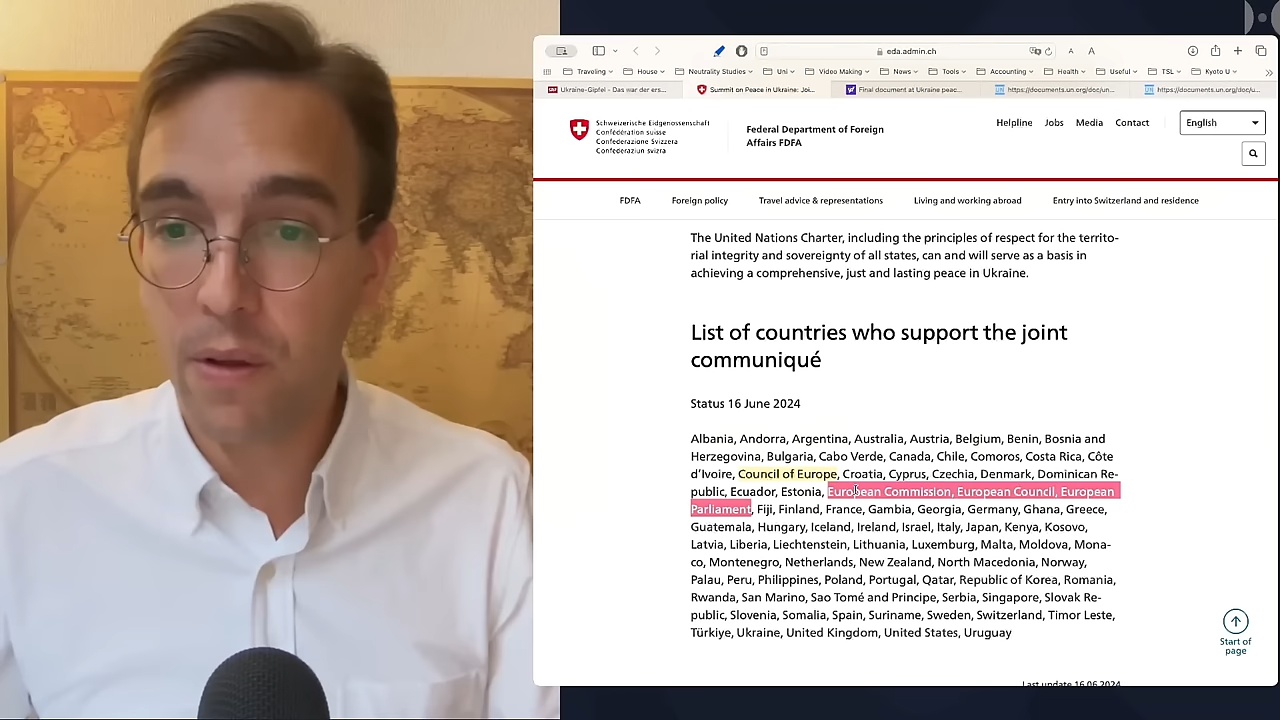 eda.admin.ch
A A
Traveling House Neutrality Studies Uni Video Making News Tools Accounting Health Useful TSL Kyoto U
Ukraine-Gipfel – Das war der ers... Summit on Peace in Ukraine: Joi... Final document at Ukraine peac... https://documents.un.org/doc/un... https://documents.un.org/doc/u...
Schweizerische Eidgenossenschaft
Confédération suisse
Confederazione Svizzera
Confederaziun svizra
Federal Department of Foreign
Affairs FDFA
Helpline Jobs Media Contact
English
FDFA Foreign policy Travel advice & representations Living and working abroad Entry into Switzerland and residence
The United Nations Charter, including the principles of respect for the territo-
rial integrity and sovereignty of all states, can and will serve as a basis in
achieving a comprehensive, just and lasting peace in Ukraine.
List of countries who support the joint
communiqué
Status 16 June 2024
Albania, Andorra, Argentina, Australia, Austria, Belgium, Benin, Bosnia and
Herzegovina, Bulgaria, Cabo Verde, Canada, Chile, Comoros, Costa Rica, Côte
d'Ivoire, Council of Europe, Croatia, Cyprus, Czechia, Denmark, Dominican Re-
public, Ecuador, Estonia, European Commission, European Council, European
Parliament, Fiji, Finland, France, Gambia, Georgia, Germany, Ghana, Greece,
Guatemala, Hungary, Iceland, Ireland, Israel, Italy, Japan, Kenya, Kosovo,
Latvia, Liberia, Liechtenstein, Lithuania, Luxemburg, Malta, Moldova, Mona-
co, Montenegro, Netherlands, New Zealand, North Macedonia, Norway,
Palau, Peru, Philippines, Poland, Portugal, Qatar, Republic of Korea, Romania,
Rwanda, San Marino, Sao Tomé and Principe, Serbia, Singapore, Slovak Re-
public, Slovenia, Somalia, Spain, Suriname, Sweden, Switzerland, Timor Leste,
Türkiye, Ukraine, United Kingdom, United States, Uruguay
Start of
page
Last update 16.06.2024